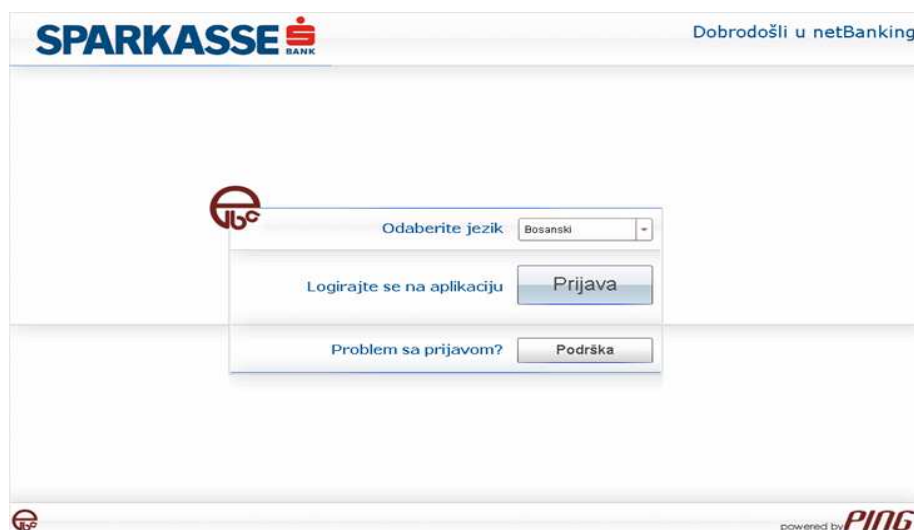 SPARKASSE
BANK
Dobrodošli u netBanking
Odaberite jezik
Bosanski
Logirajte se na aplikaciju
Prijava
Problem sa prijavom?
Podrška
powered by PING